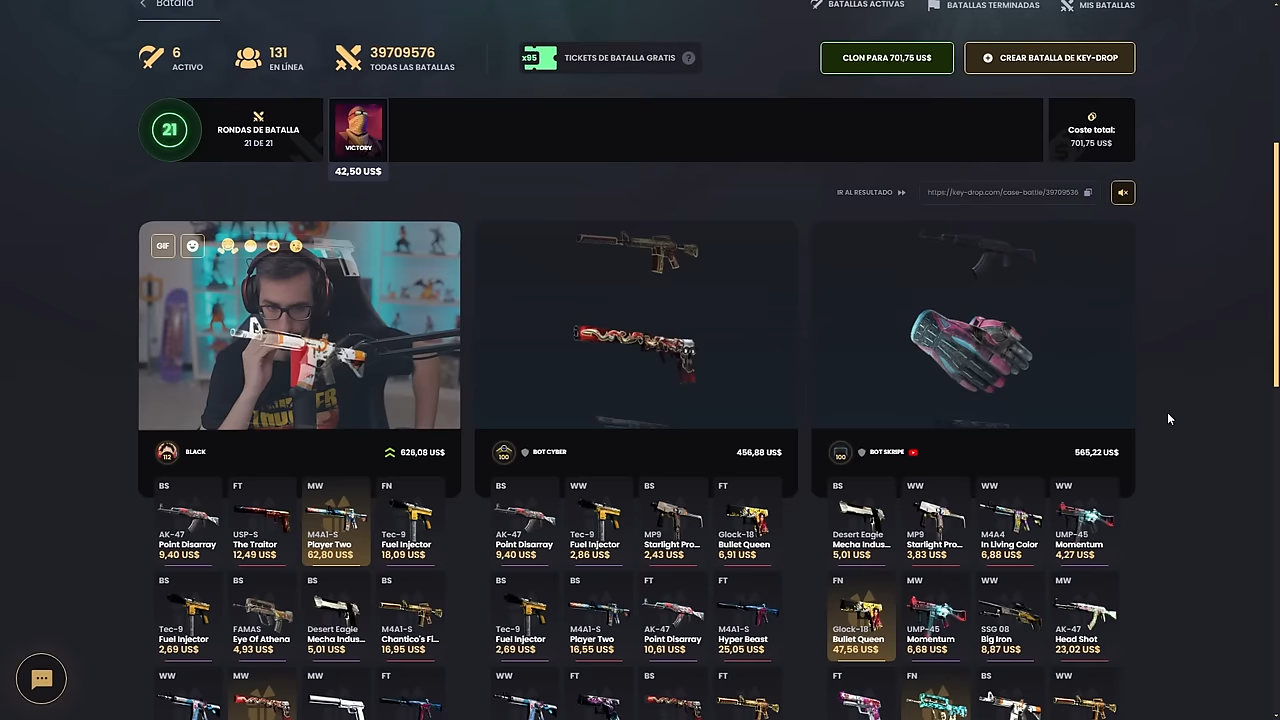 Batalla
BATALLAS ACTIVAS
BATALLAS TERMINADAS
MIS BATALLAS
6
ACTIVO
131
EN LÍNEA
39709576
TODAS LAS BATALLAS
x95
TICKETS DE BATALLA GRATIS
?
CLON PARA 701,75 US$
CREAR BATALLA DE KEY-DROP
21
RONDAS DE BATALLA
21 DE 21
VICTORY
42,50 US$
Coste total:
701,75 US$
IR AL RESULTADO
https://key-drop.com/case-battle/39709536
GIF
112
BLACK
626,08 US$
100
BOT CYBER
456,88 US$
100
BOT SKRIPE
565,22 US$
BS
AK-47
Point Disarray
9,40 US$
FT
USP-S
The Traitor
12,49 US$
MW
M4A1-S
Player Two
62,80 US$
FN
Tec-9
Fuel Injector
18,09 US$
BS
AK-47
Point Disarray
9,40 US$
WW
Tec-9
Fuel Injector
2,86 US$
BS
MP9
Starlight Pro...
2,43 US$
FT
Glock-18
Bullet Queen
6,91 US$
BS
Desert Eagle
Mecha Indus...
5,01 US$
WW
MP9
Starlight Pro...
3,83 US$
WW
M4A4
In Living Color
6,88 US$
WW
UMP-45
Momentum
4,27 US$
BS
Tec-9
Fuel Injector
2,69 US$
BS
FAMAS
Eye Of Athena
4,93 US$
BS
Desert Eagle
Mecha Indus...
5,01 US$
BS
M4A1-S
Chantico's Fi...
16,95 US$
BS
Tec-9
Fuel Injector
2,69 US$
BS
M4A1-S
Player Two
16,55 US$
FT
AK-47
Point Disarray
10,61 US$
FT
M4A1-S
Hyper Beast
25,05 US$
FN
Glock-18
Bullet Queen
47,56 US$
MW
UMP-45
Momentum
6,68 US$
WW
SSG 08
Big Iron
8,87 US$
MW
AK-47
Head Shot
23,02 US$
WW
MW
MW
FT
WW
FT
BS
FT
FT
FN
BS
WW